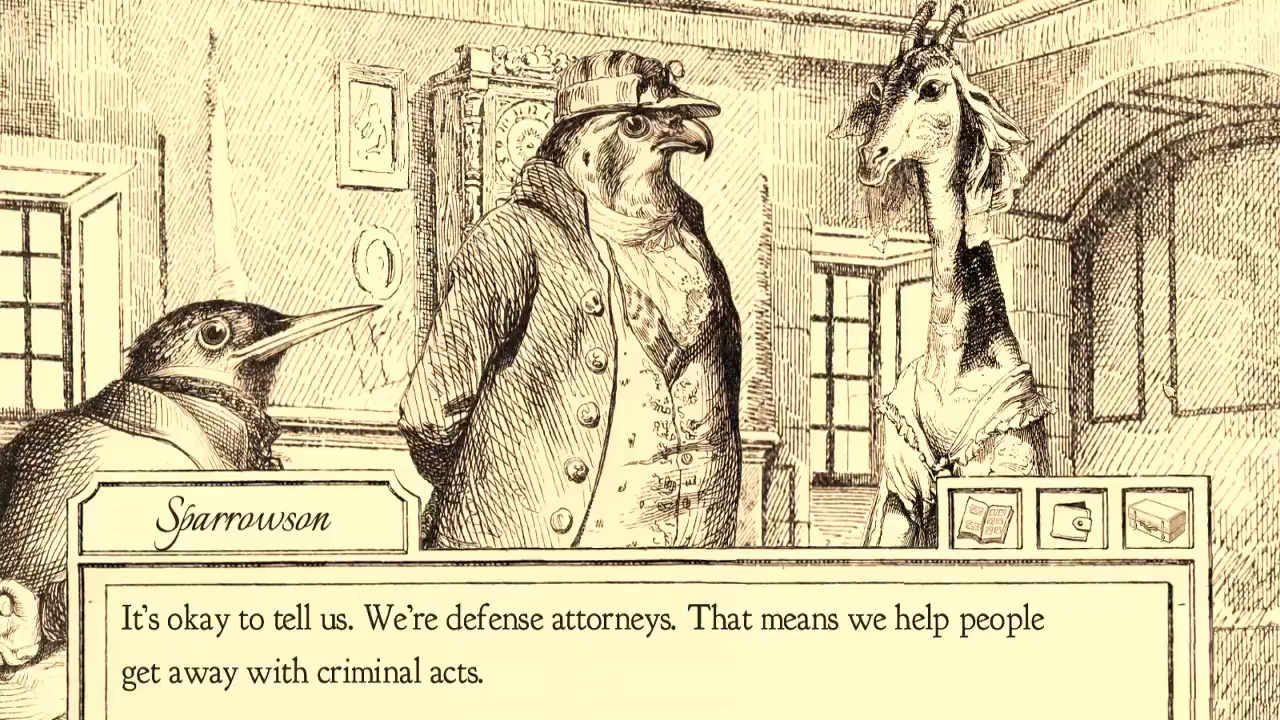 Sparrowson
It's okay to tell us. We're defense attorneys. That means we help people
get away with criminal acts.